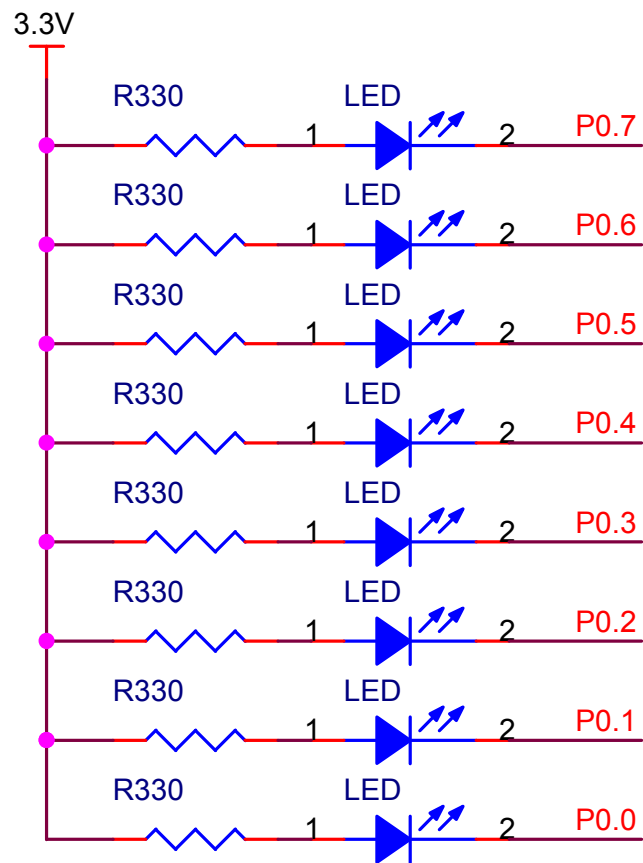 3.3V
R330 LED
1 2 P0.7
R330 LED
1 2 P0.6
R330 LED
1 2 P0.5
R330 LED
1 2 P0.4
R330 LED
1 2 P0.3
R330 LED
1 2 P0.2
R330 LED
1 2 P0.1
R330 LED
1 2 P0.0